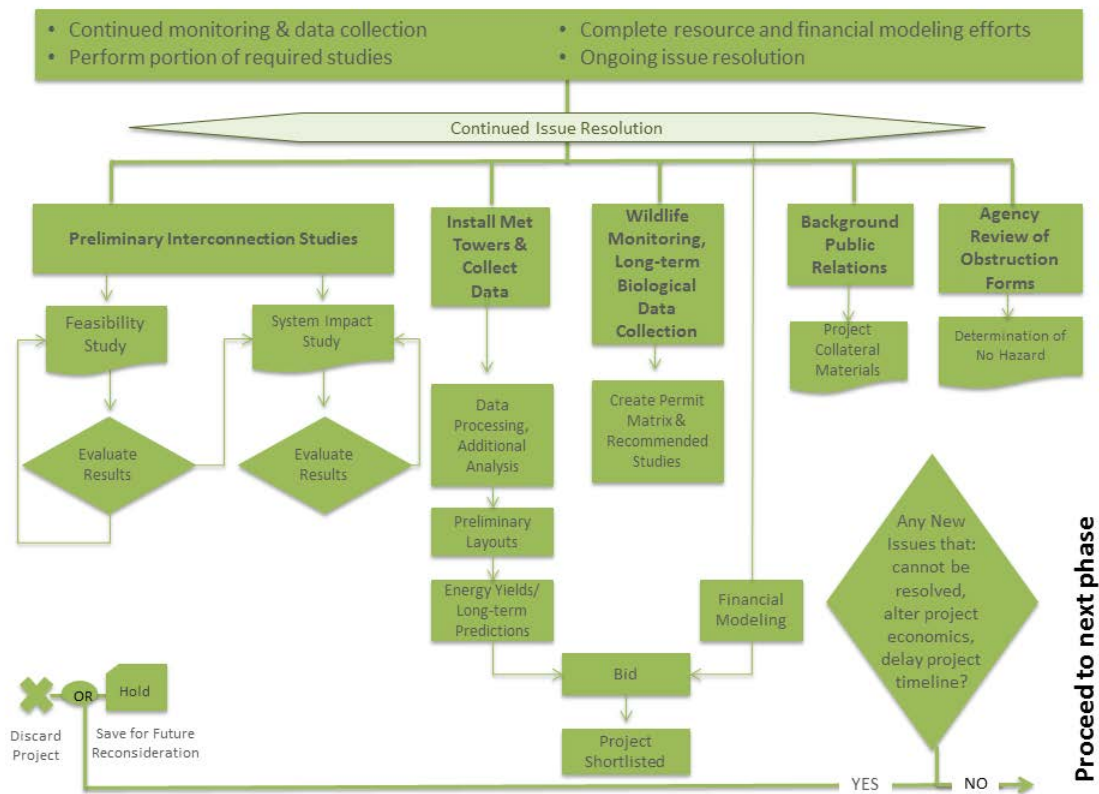 • Continued monitoring & data collection
• Perform portion of required studies
• Complete resource and financial modeling efforts
• Ongoing issue resolution
Continued Issue Resolution
Preliminary Interconnection Studies
Install Met
Towers &
Collect
Data
Wildlife
Monitoring,
Long-term
Biological
Data
Collection
Background
Public
Relations
Agency
Review of
Obstruction
Forms
Feasibility
Study
System Impact
Study
Project
Collateral
Materials
Determination of
No Hazard
Evaluate
Results
Evaluate
Results
Data
Processing,
Additional
Analysis
Create Permit
Matrix &
Recommended
Studies
Preliminary
Layouts
Energy Yields/
Long-term
Predictions
Financial
Modeling
Any New
Issues that:
cannot be
resolved,
alter project
economics,
delay project
timeline?
Proceed to next phase
Bid
Project
Shortlisted
OR
Hold
Discard
Project
Save for Future
Reconsideration
YES
NO